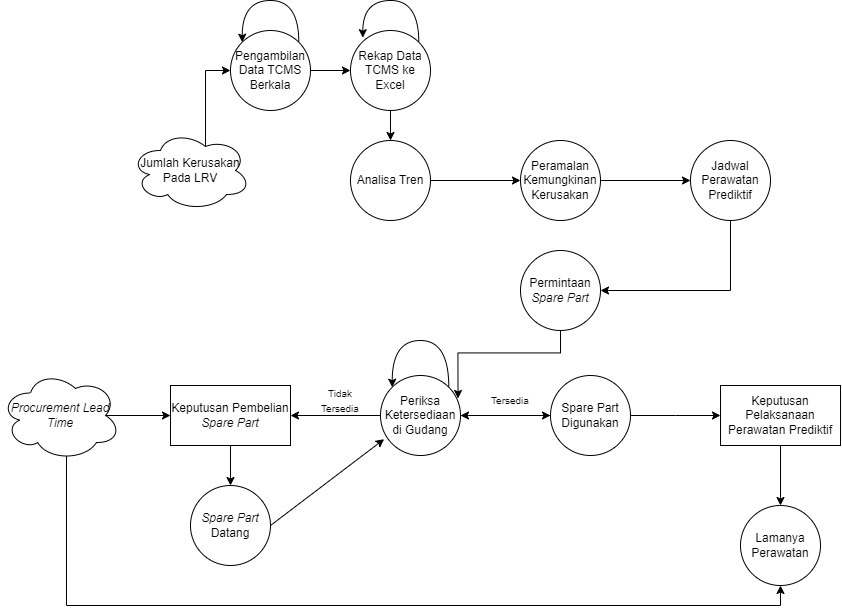 Pengambilan
Data TCMS
Berkala
Rekap Data
TCMS ke
Excel
Jumlah Kerusakan
Pada LRV
Analisa Tren
Peramalan
Kemungkinan
Kerusakan
Jadwal
Perawatan
Prediktif
Permintaan
Spare Part
Procurement Lead
Time
Keputusan Pembelian
Spare Part
Tidak
Tersedia
Periksa
Ketersediaan
di Gudang
Tersedia
Spare Part
Digunakan
Keputusan
Pelaksanaan
Perawatan Prediktif
Spare Part
Datang
Lamanya
Perawatan